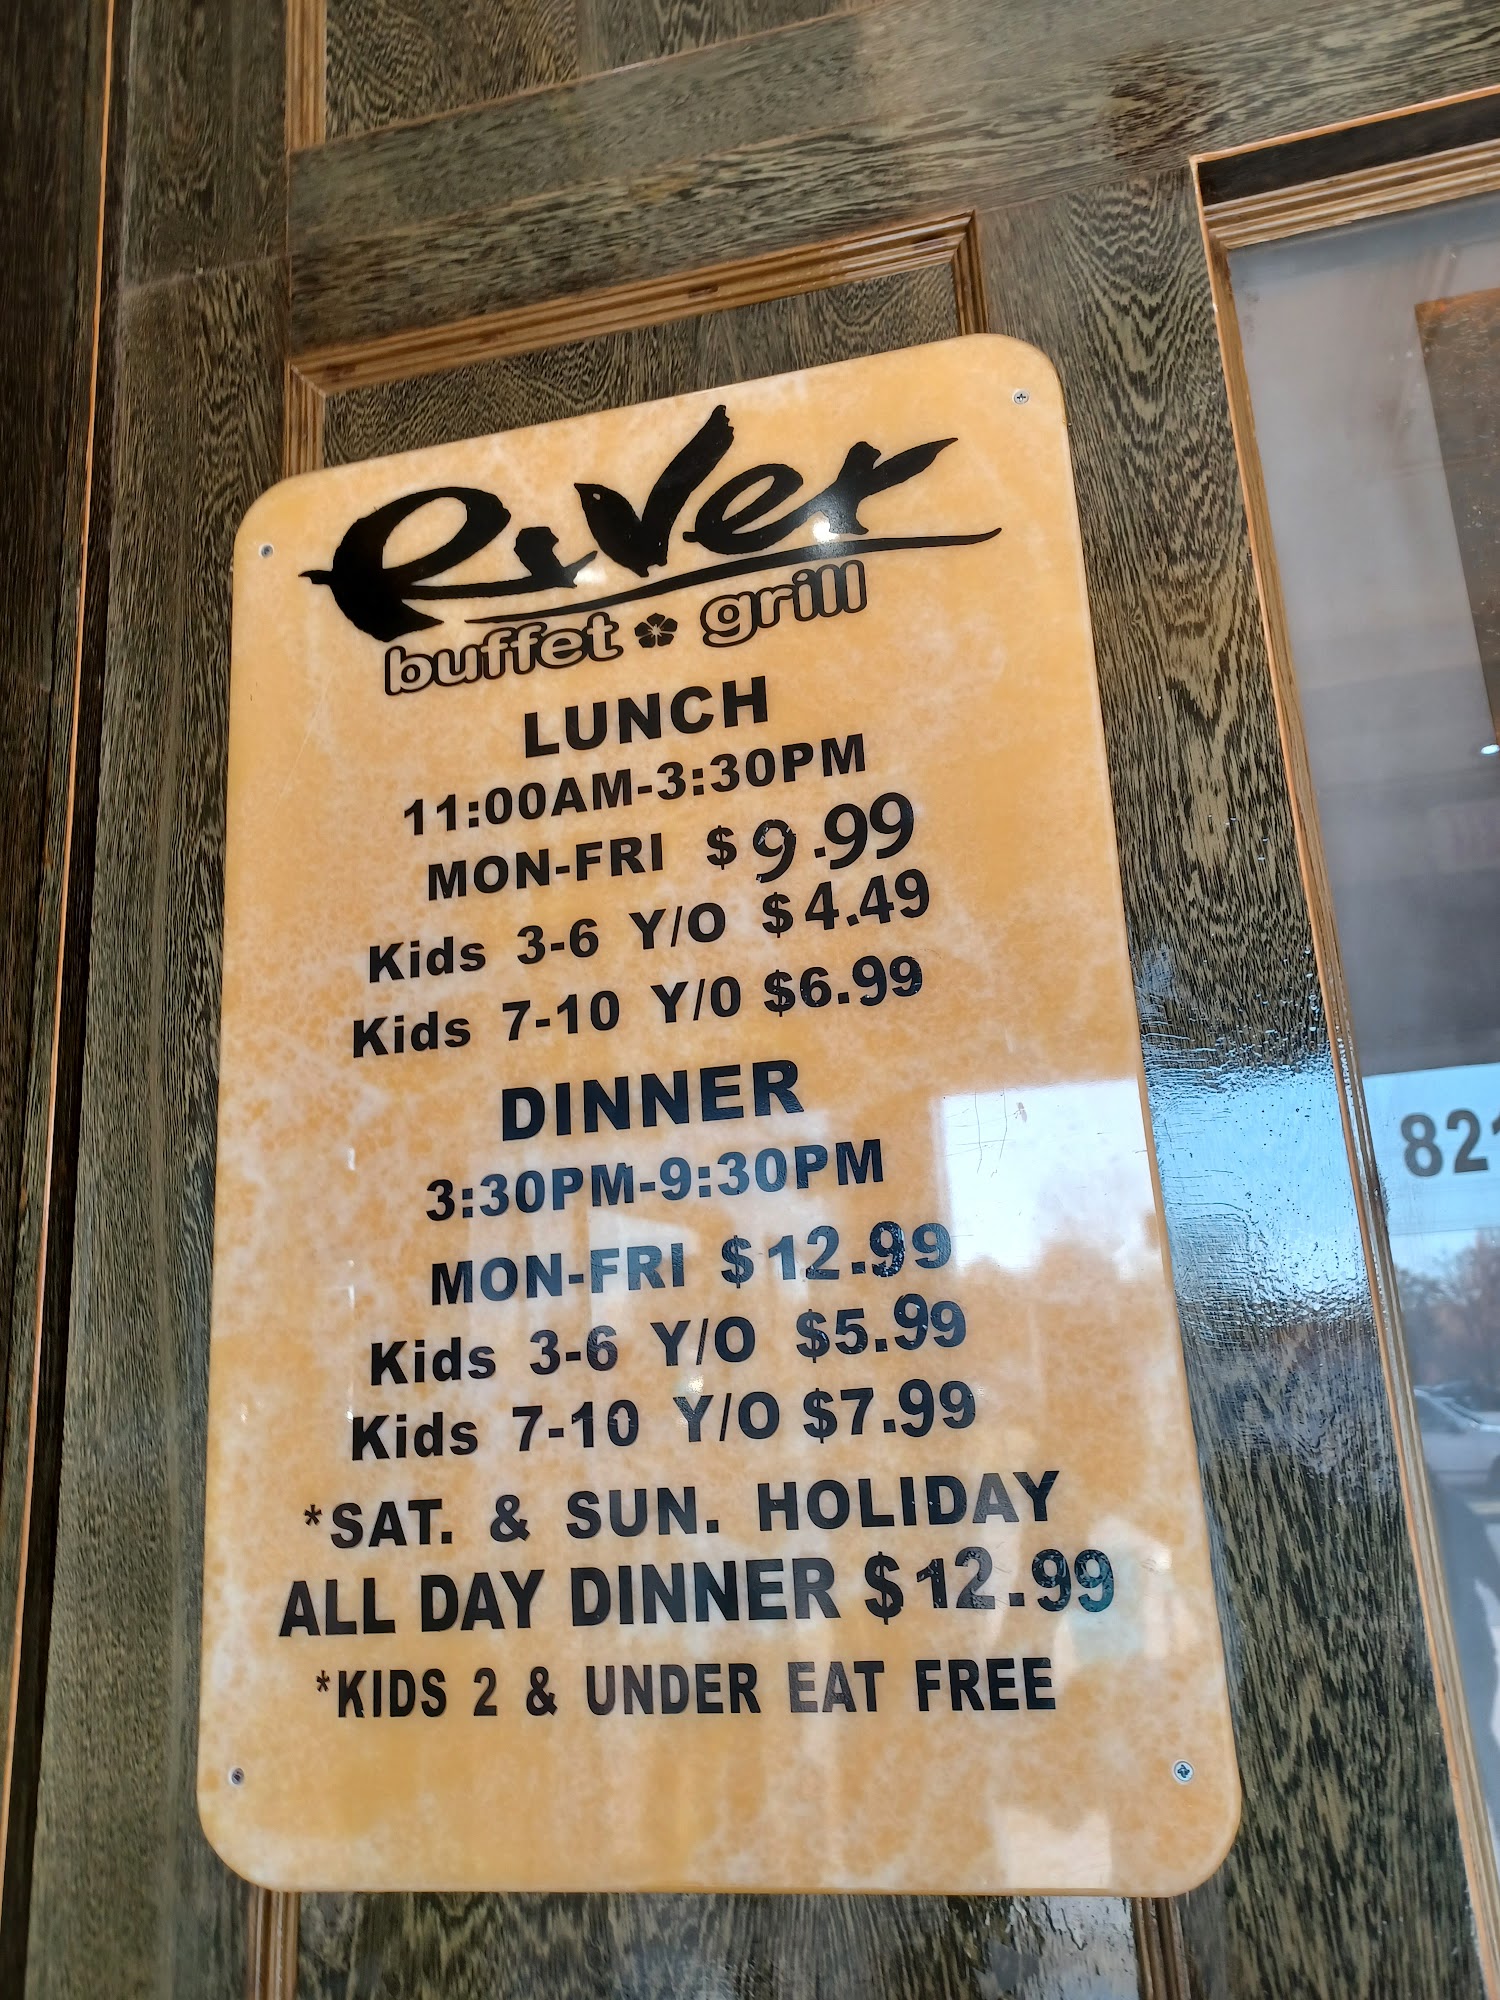 River
buffet grill
LUNCH
11:00AM-3:30PM
MON-FRI $9.99
Kids 3-6 Y/O $4.49
Kids 7-10 Y/0 $6.99
DINNER
3:30PM-9:30PM
MON-FRI $12.99
Kids 3-6 Y/O $5.99
Kids 7-10 Y/O $7.99
*SAT. & SUN. HOLIDAY
ALL DAY DINNER $12.99
*KIDS 2 & UNDER EAT FREE